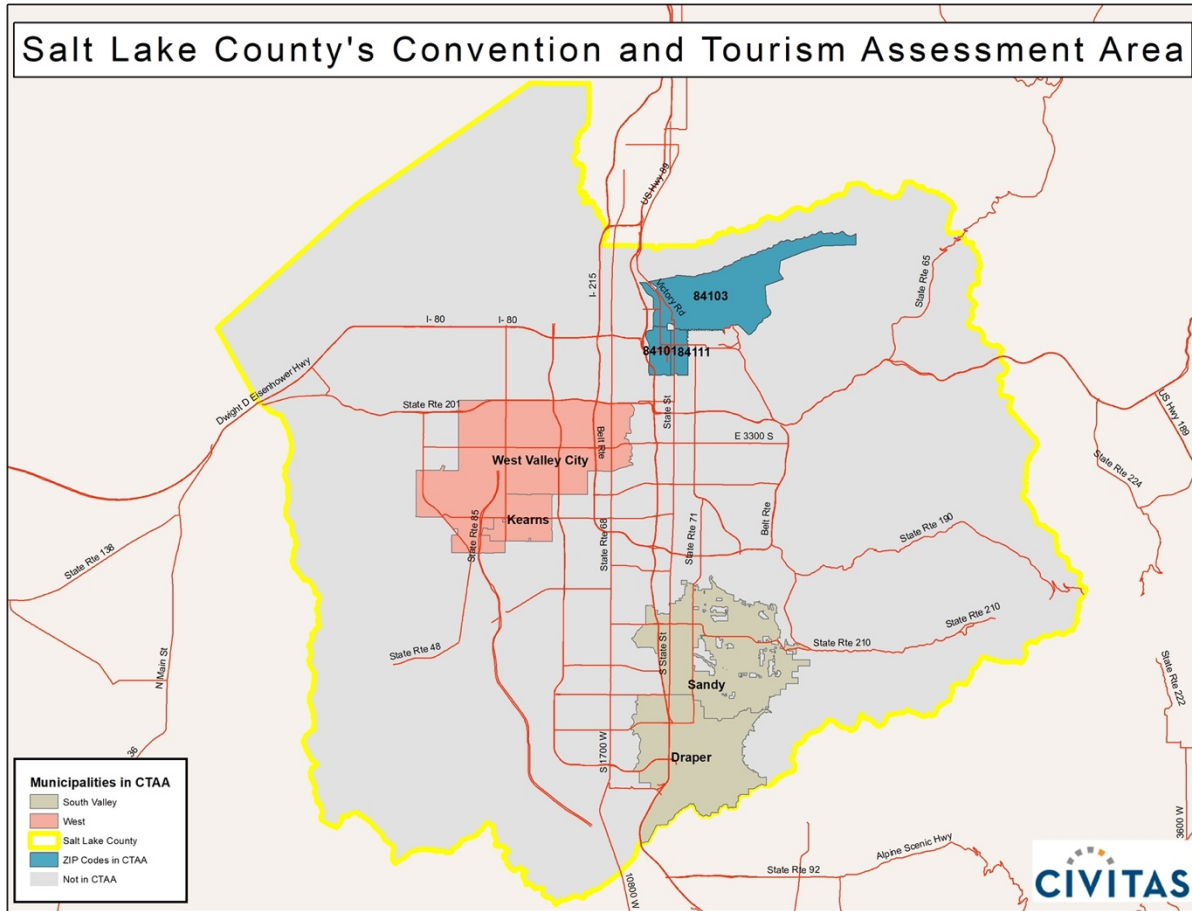 Salt Lake County's Convention and Tourism Assessment Area
US Hwy 89
State Rte 65
I- 215
Victory Rd
84103
I- 80
I- 80
84101
84111
Dwight D Eisenhower Hwy
State Rte 201
State St
US Hwy 189
Belt Rte
E 3300 S
West Valley City
State Rte 224
Kearns
State Rte 85
State Rte 68
State Rte 71
Belt Rte
State Rte 190
State Rte 138
State Rte 210
State Rte 48
S State St
State Rte 210
N Main St
Sandy
State Rte 222
36
S 1700 W
Draper
Municipalities in CTAA
South Valley
West
Salt Lake County
ZIP Codes in CTAA
Not in CTAA
3600 W
Alpine Scenic Hwy
State Rte 92
10800 W
CIVITAS